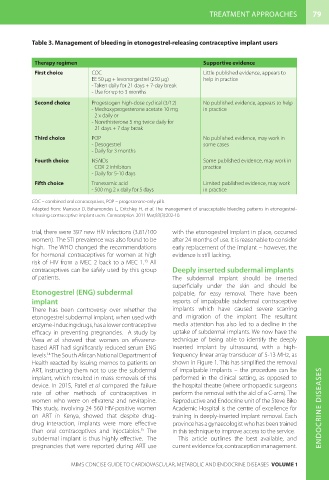 TREATMENT APPROACHES 79
Table 3. Management of bleeding in etonogestrel-releasing contraceptive implant users
Therapy regimen Supportive evidence
First choice COC Little published evidence, appears to
EE 50 µg + levonorgestrel (250 µg) help in practice
- Taken daily for 21 days + 7-day break
- Use for up to 3 months
Second choice Progestogen high-dose cyclical (3/12) No published evidence, appears to help
- Medroxyprogesterone acetate 10 mg in practice
2 x daily or
- Norethisterone 5 mg twice daily for
21 days + 7 day break
Third choice POP No published evidence, may work in
- Desogestrel some cases
- Daily for 3 months
Fourth choice NSAIDs Some published evidence, may work in
- COX 2 inhibitors practice
- Daily for 5-10 days
Fifth choice Tranexamic acid Limited published evidence, may work
- 500 mg 2 x daily for 5 days in practice
COC – combined oral contraceptives; POP – progesterone-only pill.
Adapted from: Mansour D, Bahamondes L, Critchley H, et al. The management of unacceptable bleeding patterns in etonogestrel-
releasing contraceptive implant users. Contraception. 2011 Mar;83(3):202-10.
trial, there were 397 new HIV infections (3.81/100
women). The STI prevalence was also found to be
high. The WHO changed the recommendations
for hormonal contraceptives for women at high
risk of HIV from a MEC 2 back to a MEC 1. All
contraceptives can be safely used by this group
of patients.
Etonogestrel (ENG) subdermal
implant
There has been controversy over whether the
etonogestrel subdermal implant, when used with
enzyme-inducing drugs, has a lower contraceptive
efficacy in preventing pregnancies. A study by
Vieira et al showed that women on efavirenz-
based ART had significantly reduced serum ENG
levels. The South African National Department of
Health reacted by issuing memos to patients on
ART, instructing them not to use the subdermal
implant, which resulted in mass removals of this
device. In 2015, Patel et al compared the failure
rate of other methods of contraceptives in
women who were on efavirenz and nevirapine.
This study, involving 24 560 HIV-positive women
on ART in Kenya, showed that despite drug-
drug interaction, implants were more effective
than oral contraceptives and injectables. The
subdermal implant is thus highly effective. The
pregnancies that were reported during ART use
with the etonogestrel implant in place, occurred
after 24 months of use. It is reasonable to consider
early replacement of the implant – however, the
evidence is still lacking.
Deeply inserted subdermal implants
The subdermal implant should be inserted
superficially under the skin and should be
palpable, for easy removal. There have been
reports of impalpable subdermal contraceptive
implants which have caused severe scarring
and migration of the implant. The resultant
media attention has also led to a decline in the
uptake of subdermal implants. We now have the
technique of being able to identify the deeply
inserted implant by ultrasound, with a high-
frequency linear array transducer of 5-13 MHz, as
shown in Figure 1. This has simplified the removal
of impalpable implants – the procedure can be
performed in the clinical setting, as opposed to
the hospital theatre (where orthopaedic surgeons
perform the removal with the aid of a C-arm). The
Reproductive and Endocrine unit of the Steve Biko
Academic Hospital is the centre of excellence for
training in deeply-inserted implant removal. Each
province has a gynaecologist who has been trained
in this technique to improve access to the service.
This article outlines the best available, and
current evidence for, contraception management.
ENDOCRINE DISEASES
MIMS CONCISE GUIDE TO CARDIOVASCULAR, METABOLIC AND ENDOCRINE DISEASES VOLUME 1